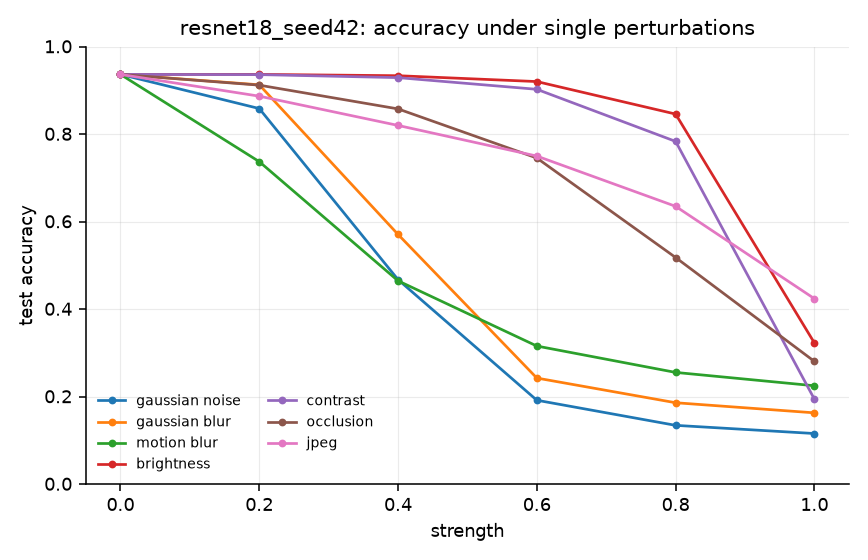 resnet18_seed42: accuracy under single perturbations
test accuracy
1.0
0.8
0.6
0.4
0.2
0.0
gaussian noise
gaussian blur
motion blur
brightness
contrast
occlusion
jpeg
0.0 0.2 0.4 0.6 0.8 1.0
strength